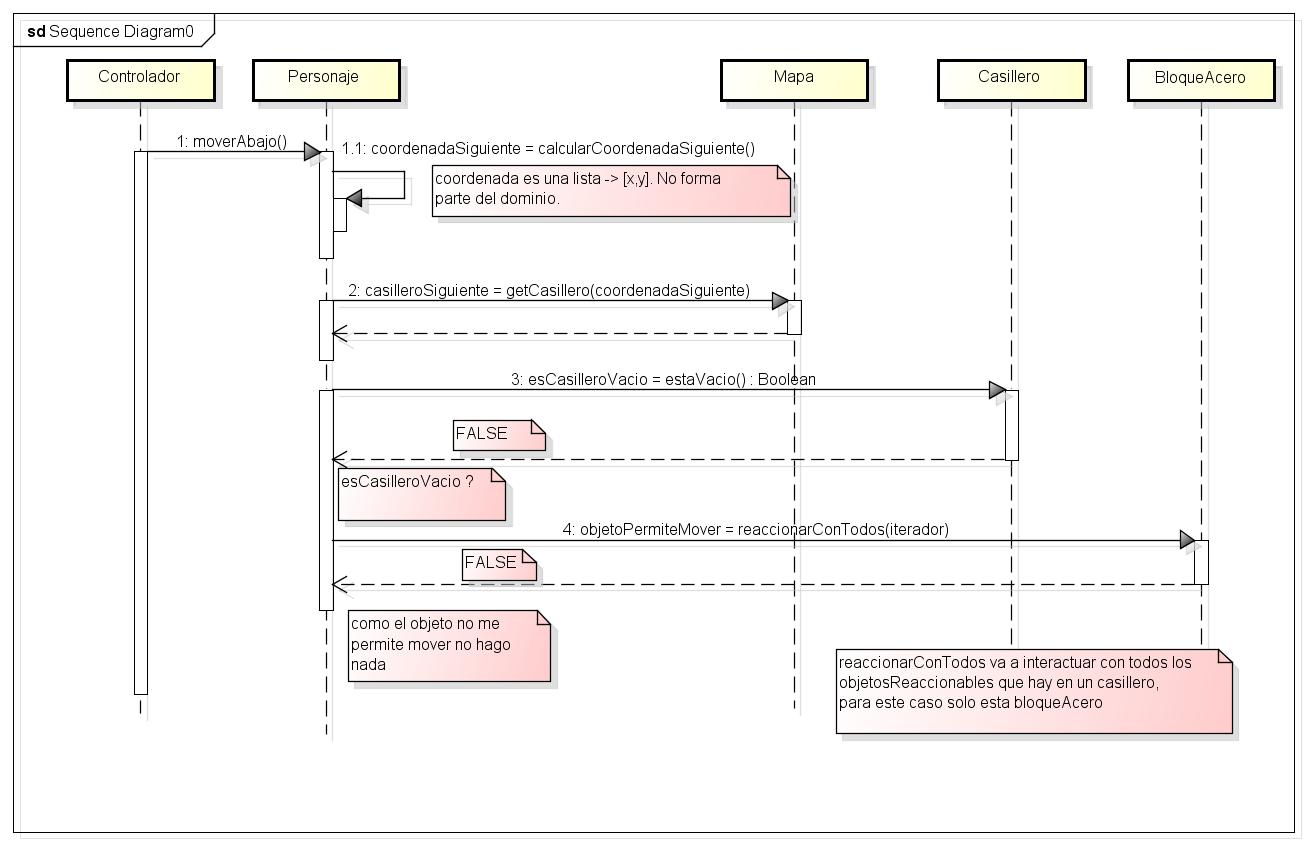 sd Sequence Diagram0
Controlador
Personaje
Mapa
Casillero
BloqueAcero
1: moverAbajo()
1.1: coordenadaSiguiente = calcularCoordenadaSiguiente()
coordenada es una lista -> [x,y]. No forma
parte del dominio.
2: casilleroSiguiente = getCasillero(coordenadaSiguiente)
3: esCasilleroVacio = estaVacio() : Boolean
FALSE
esCasilleroVacio ?
4: objetoPermiteMover = reaccionarConTodos(iterador)
FALSE
como el objeto no me
permite mover no hago
nada
reaccionarConTodos va a interactuar con todos los
objetosReaccionables que hay en un casillero,
para este caso solo esta bloqueAcero